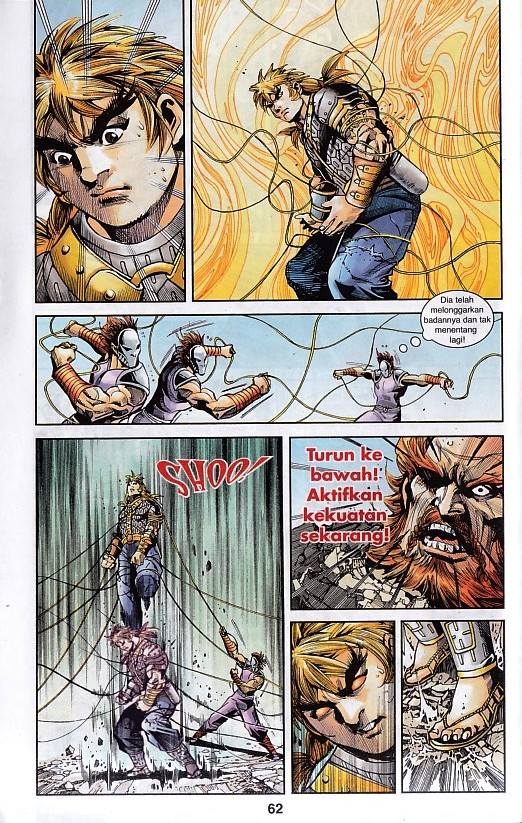 Dia telah
melonggarkan
badannya dan tak
menentang
lagi!
SHOO!
Turun ke
bawah!
Aktifkan
kekuatan
sekarang!
62